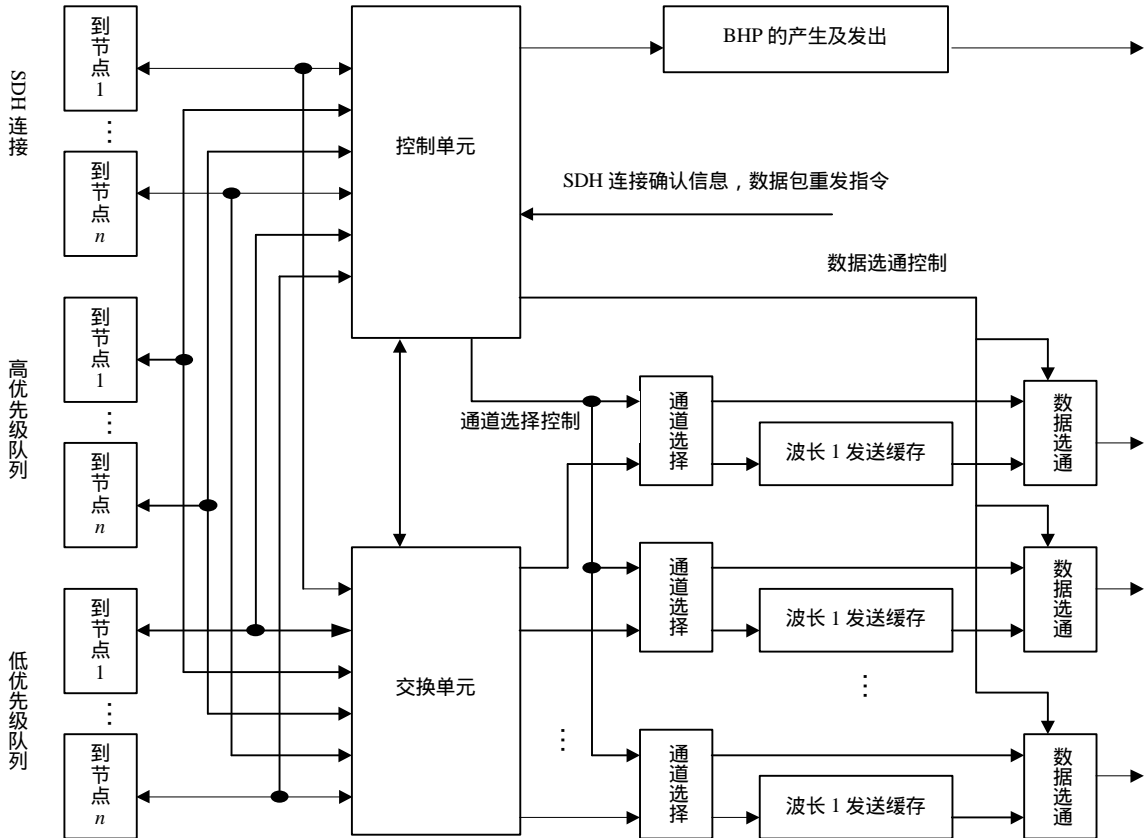 SDH 连接
到节点 1
⋮
到节点 n
高优先级队列
到节点 1
⋮
到节点 n
低优先级队列
到节点 1
⋮
到节点 n
控制单元
BHP 的产生及发出
SDH 连接确认信息，数据包重发指令
数据选通控制
通道选择控制
交换单元
通道选择
波长 1 发送缓存
数据选通
通道选择
波长 1 发送缓存
数据选通
⋮
⋮
通道选择
波长 1 发送缓存
数据选通